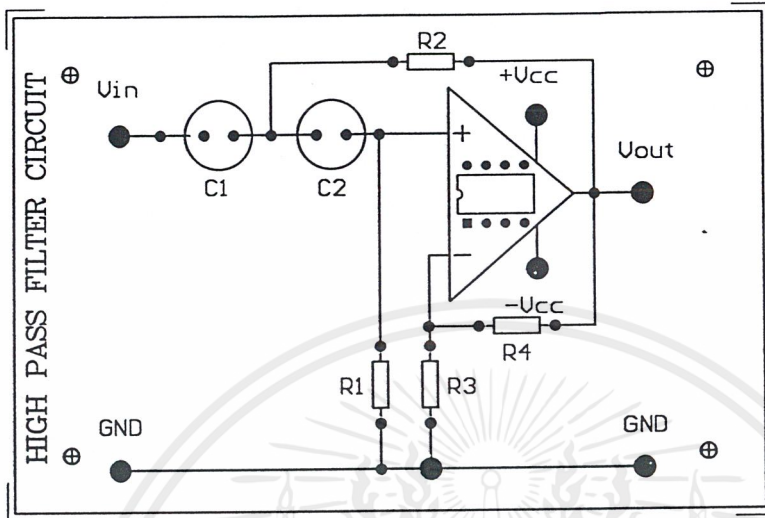 HIGH PASS FILTER CIRCUIT
R2
+Vcc
Vin
Vout
C1
C2
+
−
-Vcc
R4
R1
R3
GND
GND